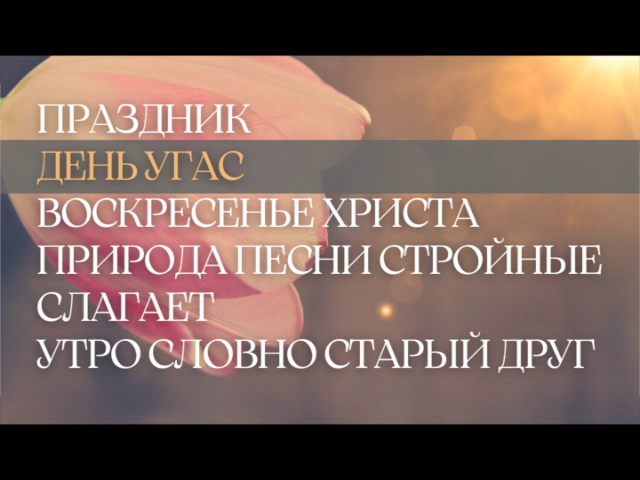 ПРАЗДНИК
ДЕНЬ УГАС
ВОСКРЕСЕНЬЕ ХРИСТА
ПРИРОДА ПЕСНИ СТРОЙНЫЕ
СЛАГАЕТ
УТРО СЛОВНО СТАРЫЙ ДРУГ